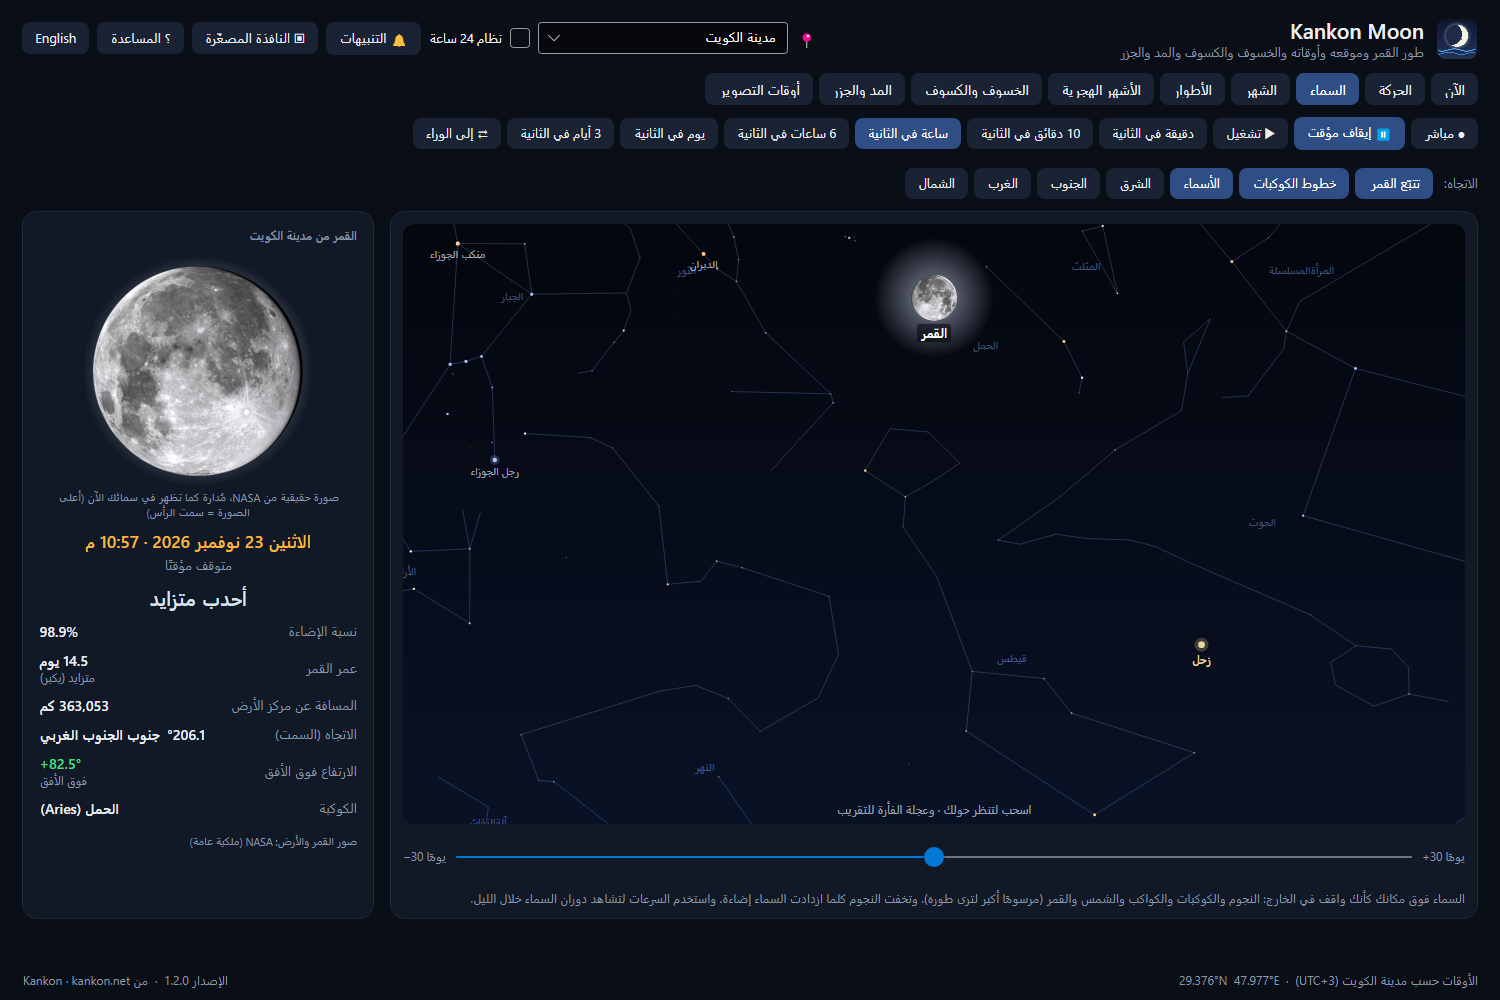 Kankon Moon
طور القمر وموقعه وأوقاته والخسوف والكسوف والمد والجزر
مدينة الكويت
نظام 24 ساعة
التنبيهات
النافذة المصغّرة
؟ المساعدة
English
الآن
الحركة
السماء
الشهر
الأطوار
الأشهر الهجرية
الخسوف والكسوف
المد والجزر
أوقات التصوير
● مباشر
إيقاف مؤقت
▶ تشغيل
دقيقة في الثانية
10 دقائق في الثانية
ساعة في الثانية
6 ساعات في الثانية
يوم في الثانية
3 أيام في الثانية
⇄ إلى الوراء
الاتجاه:
تتبّع القمر
خطوط الكوكبات
الأسماء
الشرق
الجنوب
الغرب
الشمال
منكب الجوزاء
الدبران
الثور
الجبار
المثلث
المرأةالمسلسلة
القمر
الحمل
رجل الجوزاء
الحوت
قيطس
زحل
النهر
اسحب لتنظر حولك · وعجلة الفأرة للتقريب
+30 يومًا
−30 يومًا
السماء فوق مكانك كأنك واقف في الخارج: النجوم والكوكبات والكواكب والشمس والقمر (مرسومًا أكبر لترى طوره). وتخفت النجوم كلما ازدادت السماء إضاءة. واستخدم السرعات لتشاهد دوران السماء خلال الليل.
القمر من مدينة الكويت
صورة حقيقية من NASA، مُدارة كما تظهر في سمائك الآن (أعلى
الصورة = سمت الرأس)
الاثنين 23 نوفمبر 2026 · 10:57 م
متوقف مؤقتًا
أحدب متزايد
نسبة الإضاءة
98.9%
عمر القمر
14.5 يوم
متزايد (يكبر)
المسافة عن مركز الأرض
363,053 كم
الاتجاه (السمت)
206.1° جنوب الجنوب الغربي
الارتفاع فوق الأفق
+82.5°
فوق الأفق
الكوكبة
الحمل (Aries)
صور القمر والأرض: NASA (ملكية عامة)
الأوقات حسب مدينة الكويت (UTC+3) · 29.376°N 47.977°E
الإصدار 1.2.0 · من Kankon · kankon.net